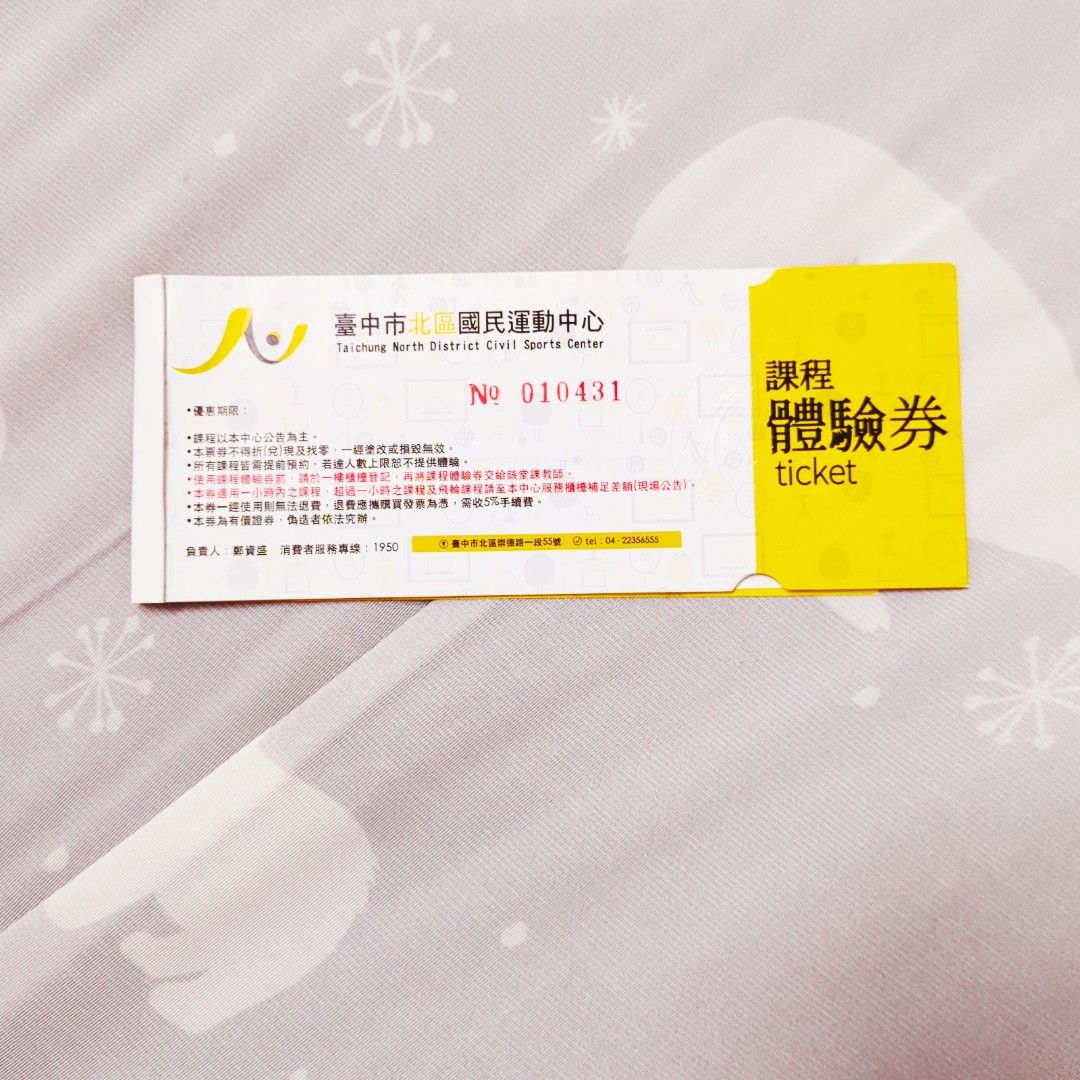 臺中市北區國民運動中心
Taichung North District Civil Sports Center
№ 010431
•優惠期限：
•課程以本中心公告為主。
•本票券不得折(兌)現及找零，一經塗改或損毀無效。
•所有課程皆需提前預約，若達人數上限恕不提供體驗。
•使用課程體驗券前，請於一樓櫃檯登記，再將課程體驗券交給該堂課教師。
•本券適用一小時內之課程，超過一小時之課程及飛輪課程請至本中心服務櫃檯補足差額(現場公告)。
•本券一經使用則無法退費，退費應攜購買發票為憑，需收5%手續費。
•本券為有價證券，偽造者依法究辦。
負責人：鄭資盛 消費者服務專線：1950
臺中市北區崇德路一段55號 tel：04-22356555
課程
體驗券
ticket